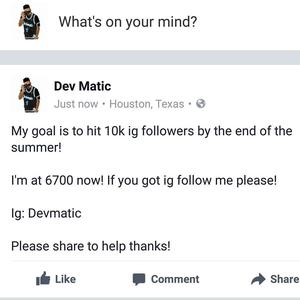 What's on your mind?
Dev Matic
Just now • Houston, Texas •
My goal is to hit 10k ig followers by the end of the
summer!
I'm at 6700 now! If you got ig follow me please!
Ig: Devmatic
Please share to help thanks!
Like Comment Share